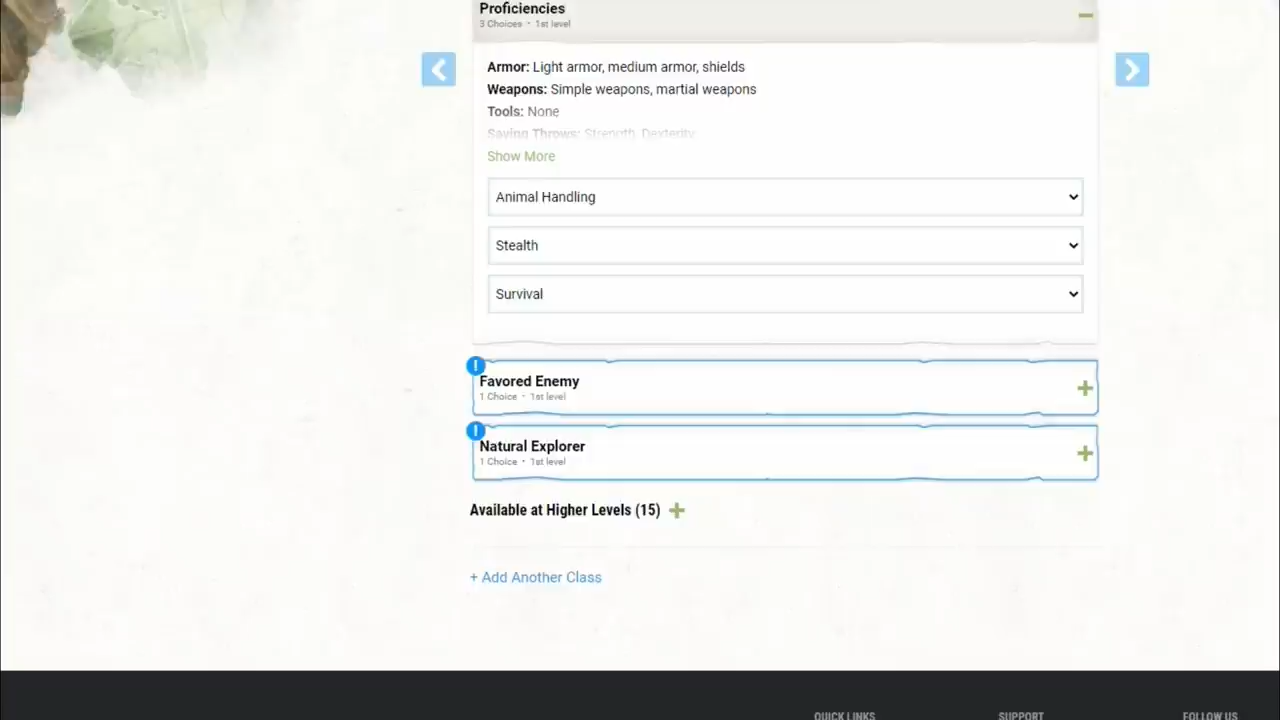 Proficiencies
3 Choices • 1st level
Armor: Light armor, medium armor, shields
Weapons: Simple weapons, martial weapons
Tools: None
Saving Throws: Strength, Dexterity
Show More
Animal Handling
Stealth
Survival
Favored Enemy
1 Choice • 1st level
Natural Explorer
1 Choice • 1st level
Available at Higher Levels (15)
+ Add Another Class
QUICK LINKS SUPPORT FOLLOW US